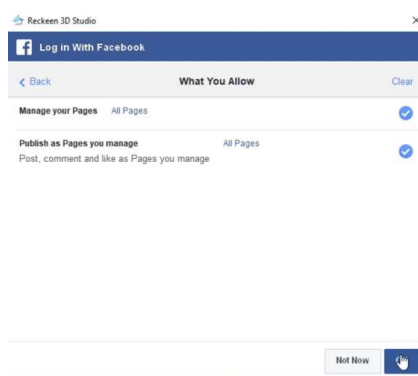 Reckeen 3D Studio
Log in With Facebook
Back What You Allow Clear
Manage your Pages All Pages
Publish as Pages you manage All Pages
Post, comment and like as Pages you manage
Not Now